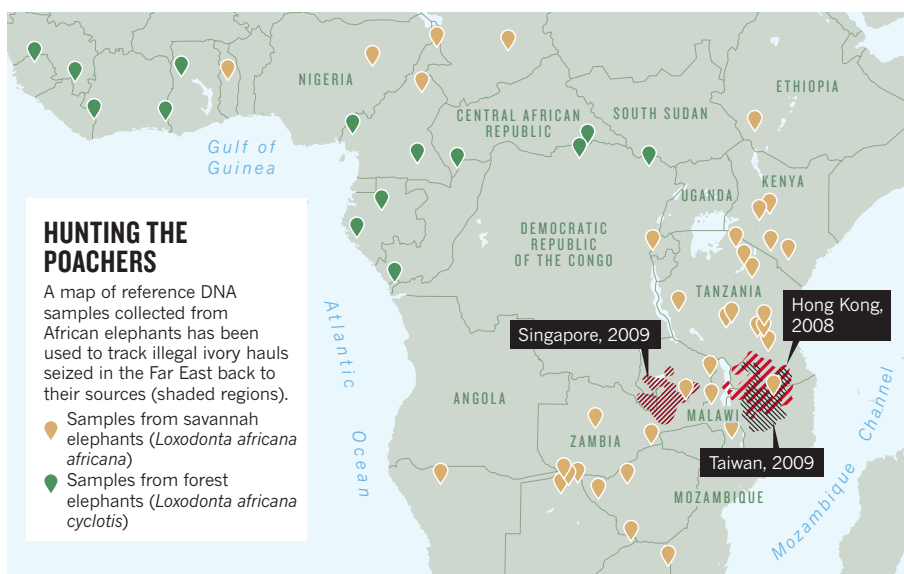 NIGERIA
CENTRAL AFRICAN
REPUBLIC
SOUTH SUDAN
ETHIOPIA
Gulf of
Guinea
UGANDA
KENYA
DEMOCRATIC
REPUBLIC
OF THE CONGO
TANZANIA
HUNTING THE
POACHERS
A map of reference DNA
samples collected from
African elephants has been
used to track illegal ivory hauls
seized in the Far East back to
their sources (shaded regions).
Samples from savannah
elephants (Loxodonta africana
africana)
Samples from forest
elephants (Loxodonta africana
cyclotis)
Atlantic
Ocean
Singapore, 2009
Hong Kong,
2008
ANGOLA
MALAWI
ZAMBIA
Taiwan, 2009
MOZAMBIQUE
Mozambique Channel